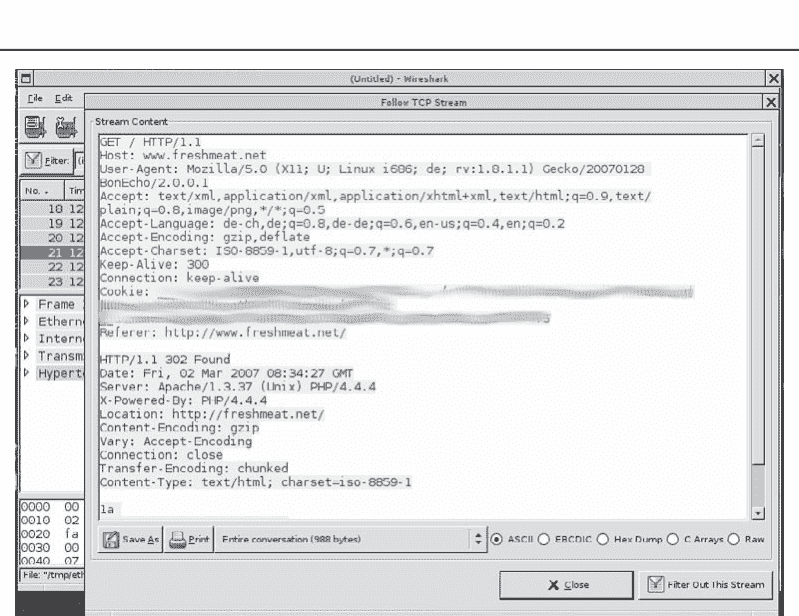 (Untitled) - Wireshark
File Edit
Follow TCP Stream
Stream Content
Filter:
No. . Tim
18 12
19 12
20 12
21 12
22 12
23 12
Frame
Ethern
Intern
Transm
Hyperte
GET / HTTP/1.1
Host: www.freshmeat.net
User-Agent: Mozilla/5.0 (X11; U; Linux i686; de; rv:1.8.1.1) Gecko/20070128
BonEcho/2.0.0.1
Accept: text/xml,application/xml,application/xhtml+xml,text/html;q=0.9,text/
plain;q=0.8,image/png,*/*;q=0.5
Accept-Language: de-ch,de;q=0.8,de-de;q=0.6,en-us;q=0.4,en;q=0.2
Accept-Encoding: gzip,deflate
Accept-Charset: ISO-8859-1,utf-8;q=0.7,*;q=0.7
Keep-Alive: 300
Connection: keep-alive
Cookie:
Referer: http://www.freshmeat.net/
HTTP/1.1 302 Found
Date: Fri, 02 Mar 2007 08:34:27 GMT
Server: Apache/1.3.37 (Unix) PHP/4.4.4
X-Powered-By: PHP/4.4.4
Location: http://freshmeat.net/
Content-Encoding: gzip
Vary: Accept-Encoding
Connection: close
Transfer-Encoding: chunked
Content-Type: text/html; charset=iso-8859-1
1a
0000 00
0010 02
0020 fa
0030 00
0040 07
Save As Print Entire conversation (988 bytes) ASCII EBCDIC Hex Dump C Arrays Raw
File: "/tmp/eth
Close Filter Out This Stream